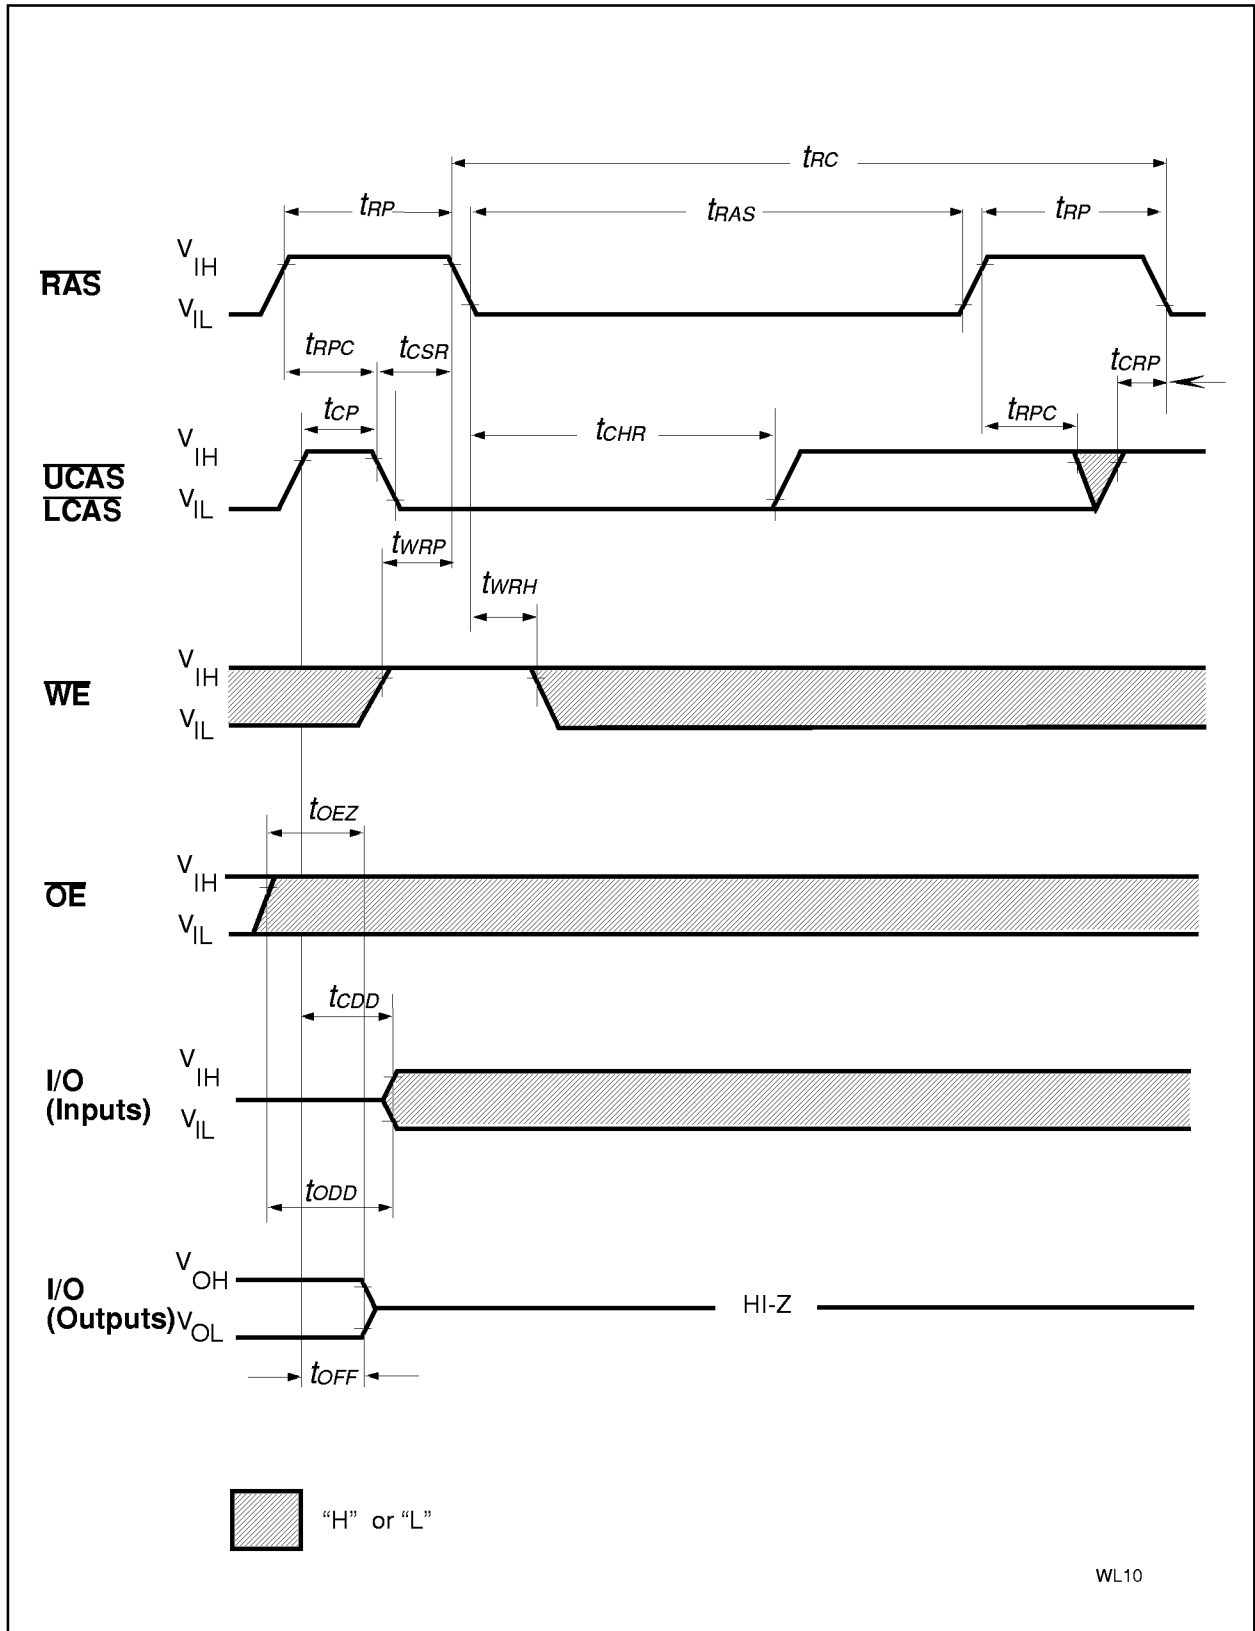 tRC
tRP tRAS tRP
RAS VIH
VIL
tRPC tCSR tCRP
tCP tCHR tRPC
UCAS
LCAS VIH
VIL
tWRP
tWRH
WE VIH
VIL
tOEZ
OE VIH
VIL
tCDD
I/O
(Inputs) VIH
VIL
tODD
I/O
(Outputs) VOH
VOL
HI-Z
tOFF
“H” or “L”
WL10